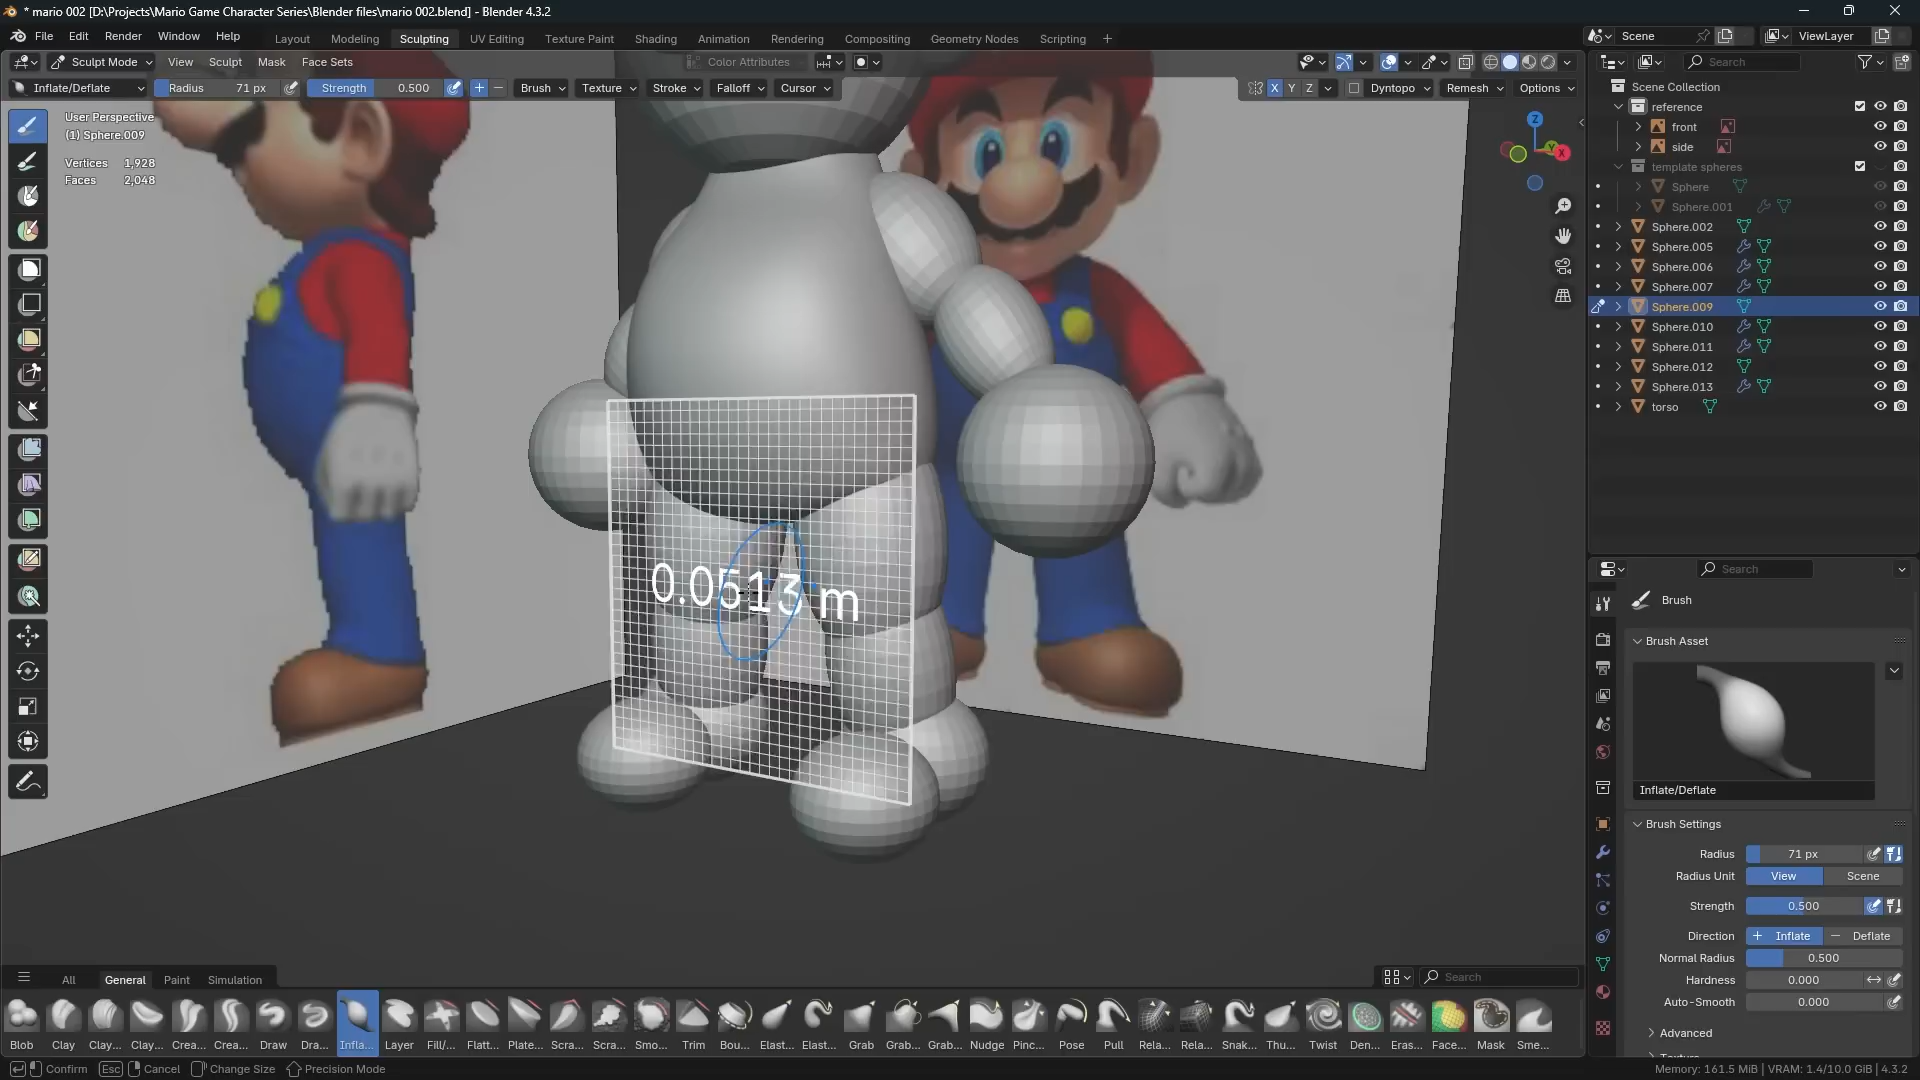 * mario 002 [D:\Projects\Mario Game Character Series\Blender files\mario 002.blend] - Blender 4.3.2
File Edit Render Window Help
Layout Modeling Sculpting UV Editing Texture Paint Shading Animation Rendering Compositing Geometry Nodes Scripting +
Scene
ViewLayer
Sculpt Mode View Sculpt Mask Face Sets
Color Attributes
Search
Inflate/Deflate
Radius 71 px
Strength 0.500
Brush Texture Stroke Falloff Cursor
X Y Z
Dyntopo Remesh Options
User Perspective
(1) Sphere.009
Vertices 1,928
Faces 2,048
Z
Y
X
0.0513 m
Scene Collection
reference
front
side
template spheres
Sphere
Sphere.001
Sphere.002
Sphere.005
Sphere.006
Sphere.007
Sphere.009
Sphere.010
Sphere.011
Sphere.012
Sphere.013
torso
Search
Brush
Brush Asset
Inflate/Deflate
Brush Settings
Radius 71 px
Radius Unit View Scene
Strength 0.500
Direction + Inflate − Deflate
Normal Radius 0.500
Hardness 0.000
Auto-Smooth 0.000
Advanced
All General Paint Simulation
Search
Blob Clay Clay... Clay... Crea... Crea... Draw Dra... Infla... Layer Fill/... Flatt... Plate... Scra... Scra... Smo... Trim Bou... Elast... Elast... Grab Grab... Grab... Nudge Pinc... Pose Pull Rela... Rela... Snak... Thu... Twist Den... Eras... Face... Mask Sme...
Confirm Esc Cancel Change Size Precision Mode
Memory: 161.5 MiB | VRAM: 1.4/10.0 GiB | 4.3.2